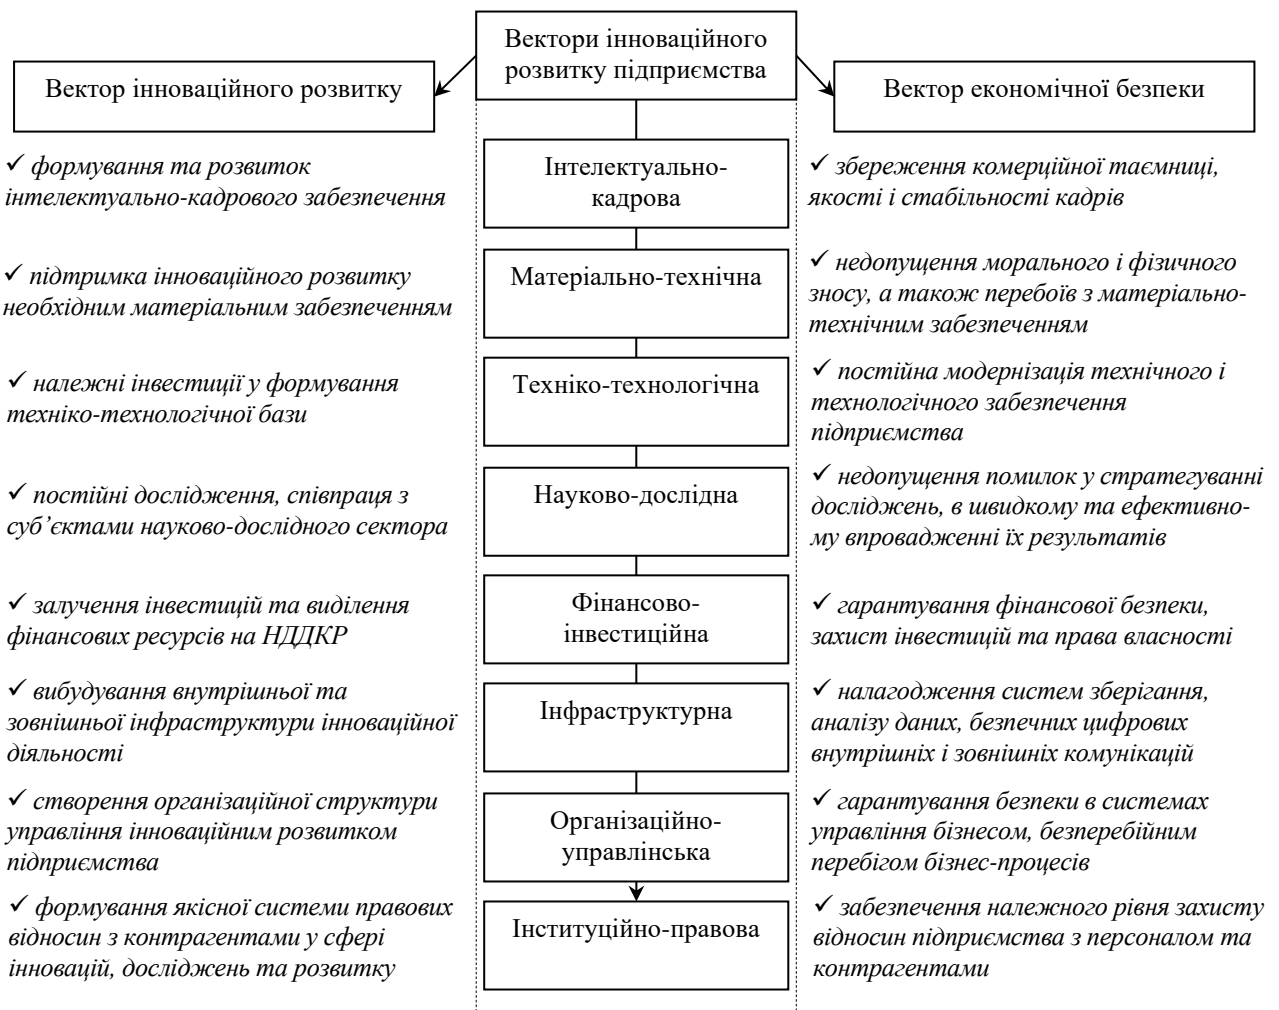 Вектори інноваційного
розвитку підприємства
Вектор інноваційного розвитку
Вектор економічної безпеки
✓ формування та розвиток
інтелектуально-кадрового забезпечення
Інтелектуально-
кадрова
✓ збереження комерційної таємниці,
якості і стабільності кадрів
✓ підтримка інноваційного розвитку
необхідним матеріальним забезпеченням
Матеріально-технічна
✓ недопущення морального і фізичного
зносу, а також перебоїв з матеріально-
технічним забезпеченням
✓ належні інвестиції у формування
техніко-технологічної бази
Техніко-технологічна
✓ постійна модернізація технічного і
технологічного забезпечення
підприємства
✓ постійні дослідження, співпраця з
суб’єктами науково-дослідного сектора
Науково-дослідна
✓ недопущення помилок у стратегуванні
досліджень, в швидкому та ефективно-
му впровадженні їх результатів
✓ залучення інвестицій та виділення
фінансових ресурсів на НДДКР
Фінансово-
інвестиційна
✓ гарантування фінансової безпеки,
захист інвестицій та права власності
✓ вибудування внутрішньої та
зовнішньої інфраструктури інноваційної
діяльності
Інфраструктурна
✓ налагодження систем зберігання,
аналізу даних, безпечних цифрових
внутрішніх і зовнішніх комунікацій
✓ створення організаційної структури
управління інноваційним розвитком
підприємства
Організаційно-
управлінська
✓ гарантування безпеки в системах
управління бізнесом, безперебійним
перебігом бізнес-процесів
✓ формування якісної системи правових
відносин з контрагентами у сфері
інновацій, досліджень та розвитку
Інституційно-правова
✓ забезпечення належного рівня захисту
відносин підприємства з персоналом та
контрагентами